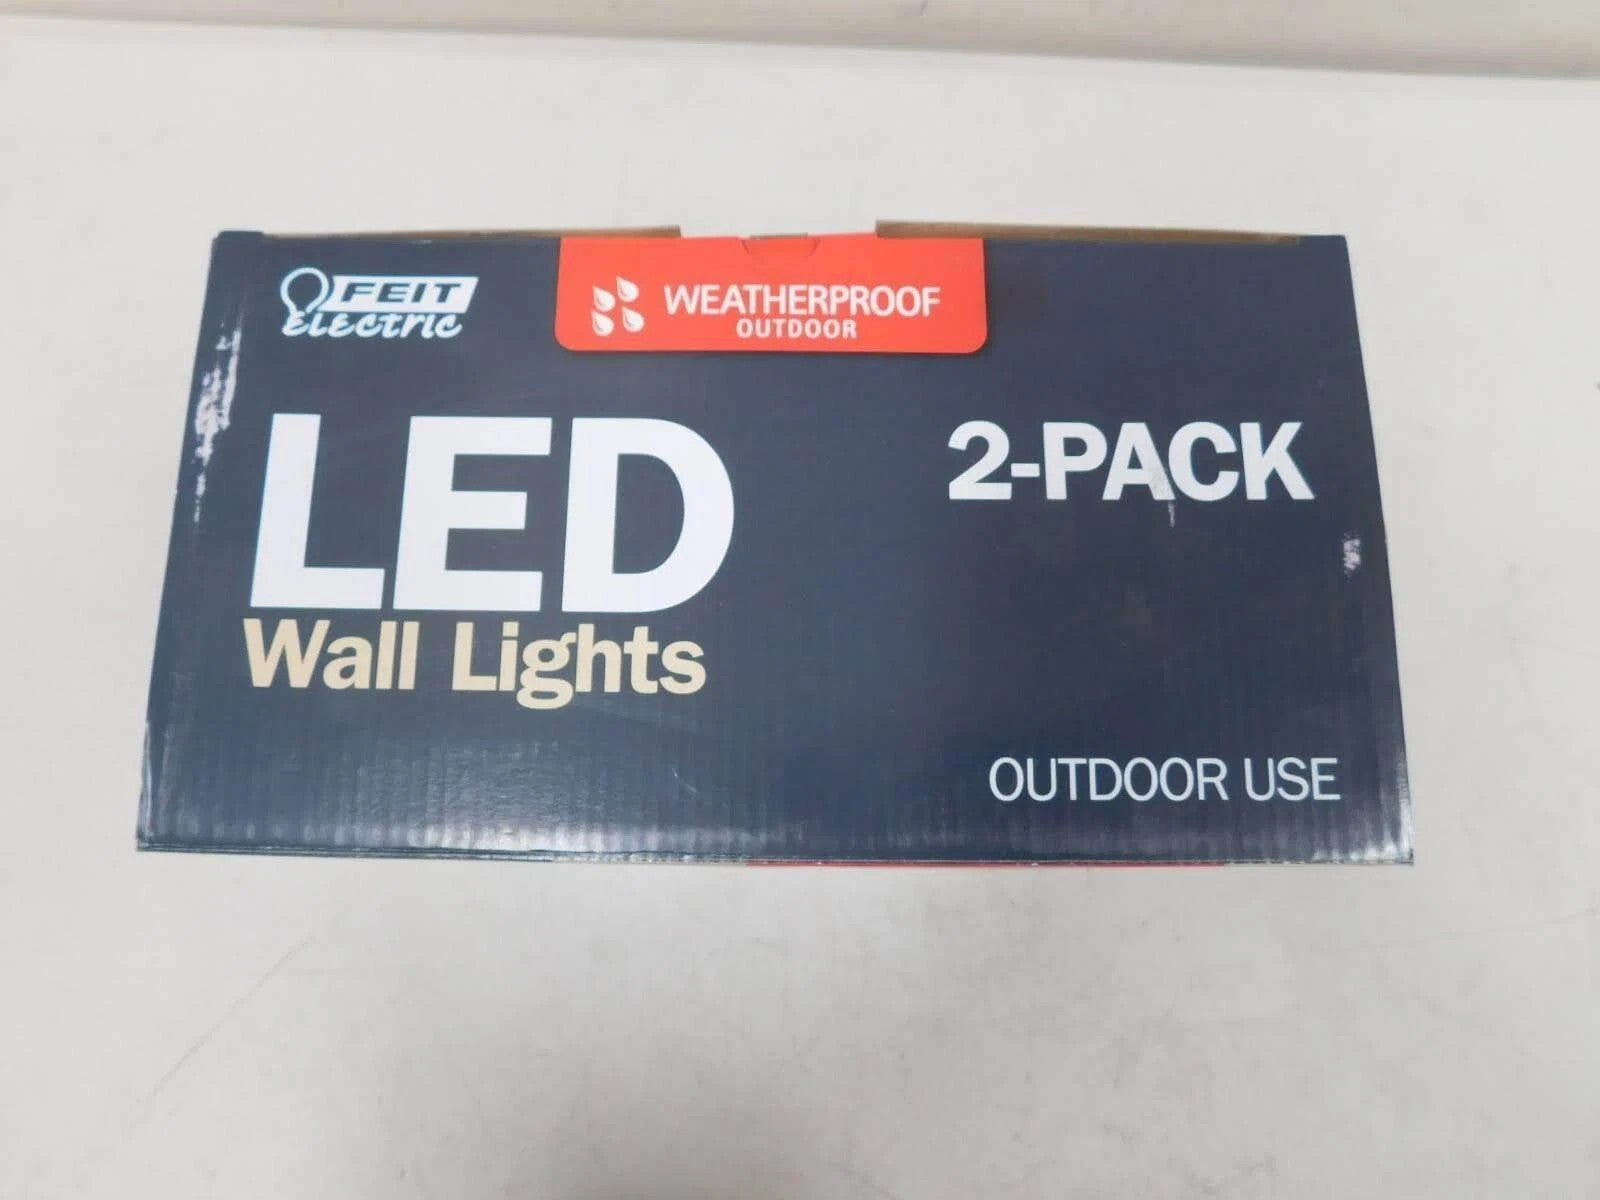 FEIT
Electric
WEATHERPROOF
OUTDOOR
LED
2-PACK
Wall Lights
OUTDOOR USE